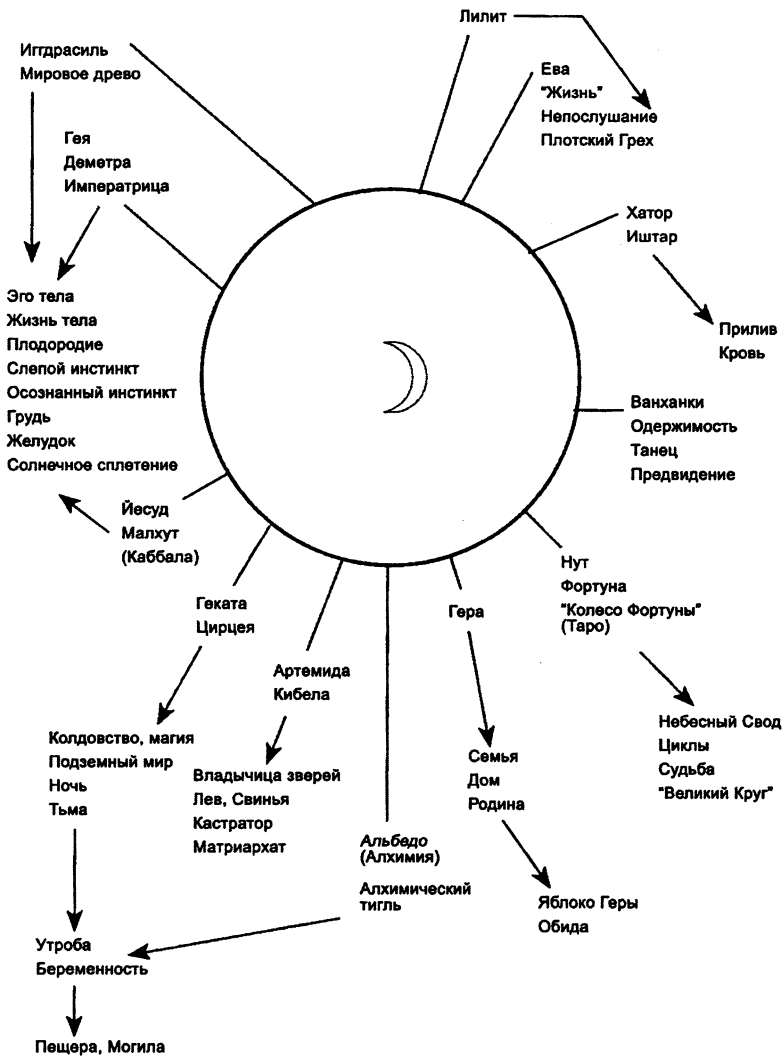 Лилит
Иггдрасиль
Мировое древо
Ева
"Жизнь"
Непослушание
Плотский Грех
Гея
Деметра
Императрица
Хатор
Иштар
Эго тела
Жизнь тела
Плодородие
Слепой инстинкт
Осознанный инстинкт
Грудь
Желудок
Солнечное сплетение
Прилив
Кровь
Ванханки
Одержимость
Танец
Предвидение
Йесуд
Малхут
(Каббала)
Нут
Фортуна
"Колесо Фортуны"
(Таро)
Геката
Цирцея
Гера
Артемида
Кибела
Небесный Свод
Циклы
Судьба
"Великий Круг"
Колдовство, магия
Подземный мир
Ночь
Тьма
Владычица зверей
Лев, Свинья
Кастратор
Матриархат
Семья
Дом
Родина
Альбедо
(Алхимия)
Алхимический
тигль
Яблоко Геры
Обида
Утроба
Беременность
Пещера, Могила